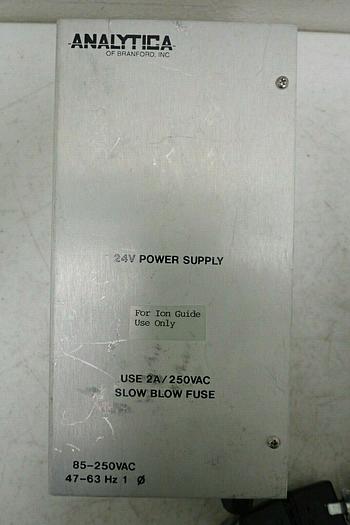 ANALYTICA
OF BRANFORD, INC
24V POWER SUPPLY
For Ion Guide
Use Only
USE 2A/250VAC
SLOW BLOW FUSE
85-250VAC
47-63 Hz 1 Ø